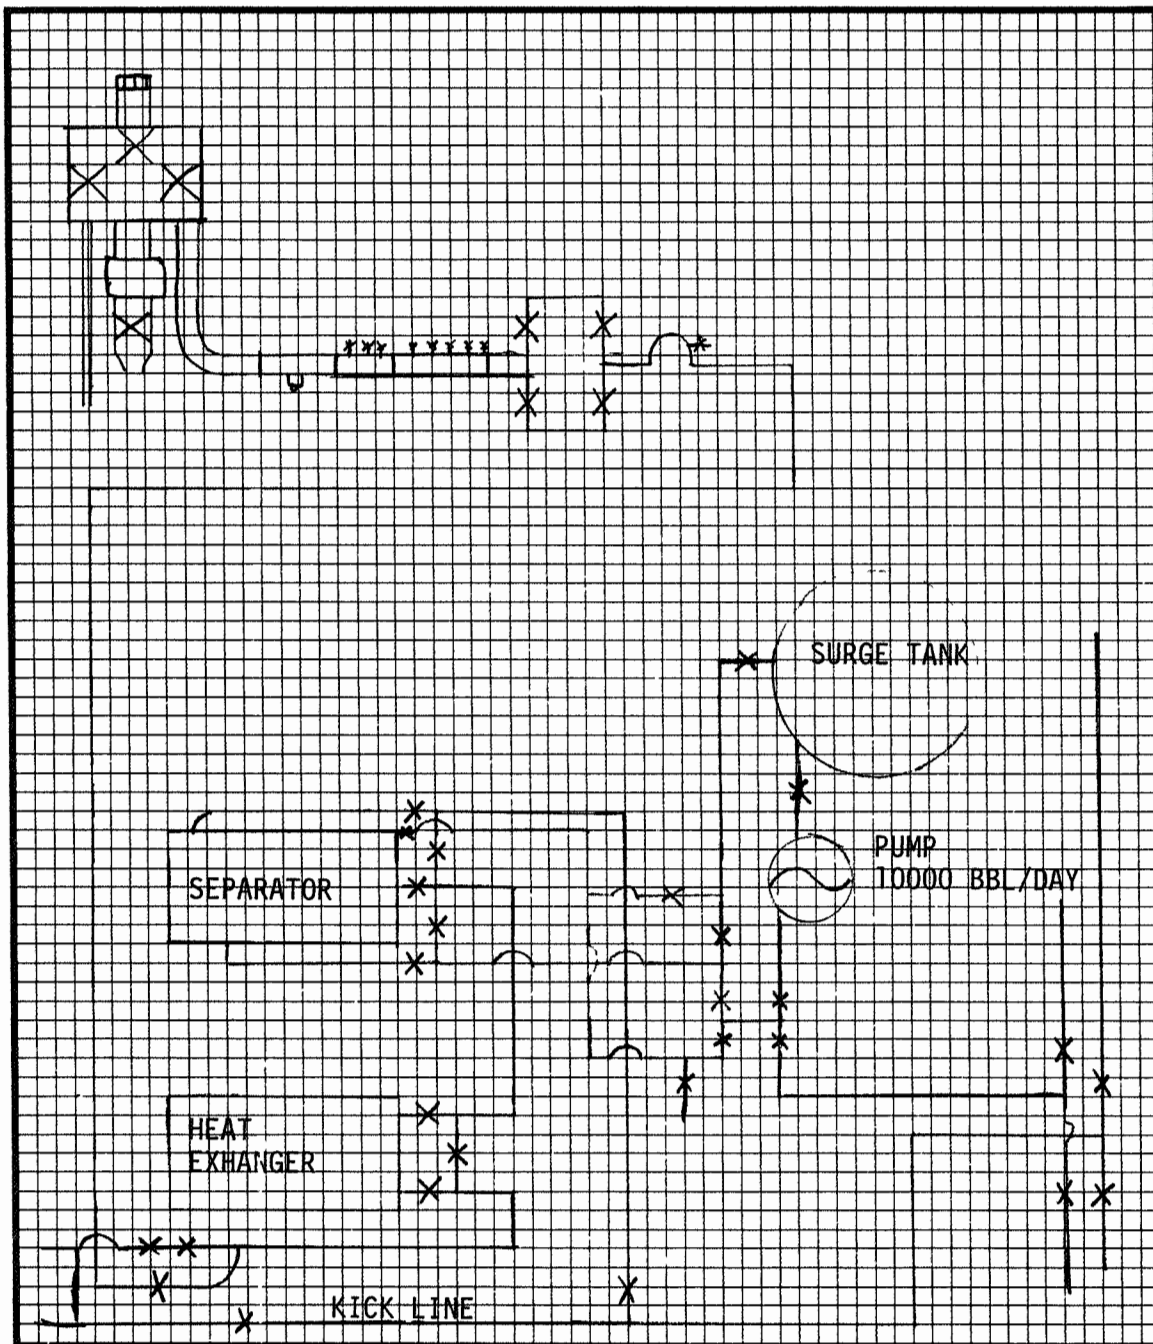 SURGE TANK
PUMP
10000 BBL/DAY
SEPARATOR
HEAT
EXHANGER
KICK LINE